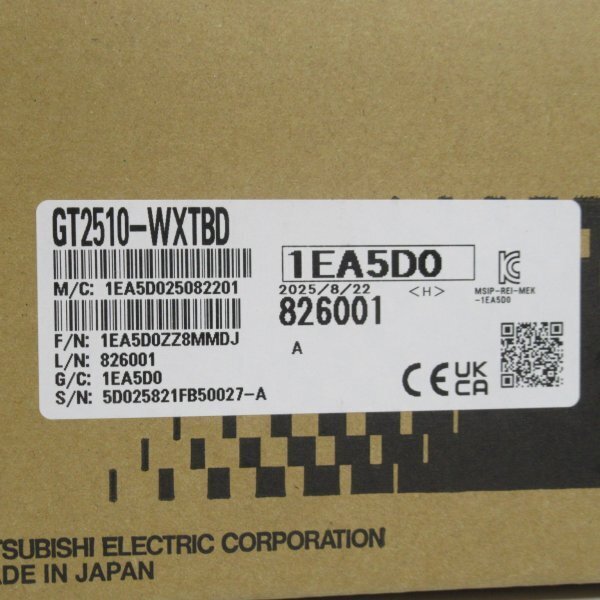 GT2510-WXTBD
M/C: 1EA5D025082201
F/N: 1EA5D0ZZ8MMDJ
L/N: 826001
G/C: 1EA5D0
S/N: 5D025821FB50027-A
1EA5D0
2025/8/22 <H>
826001
A
MSIP-REI-MEK
-1EA5D0
CE UK
CA
TSUBISHI ELECTRIC CORPORATION
ADE IN JAPAN